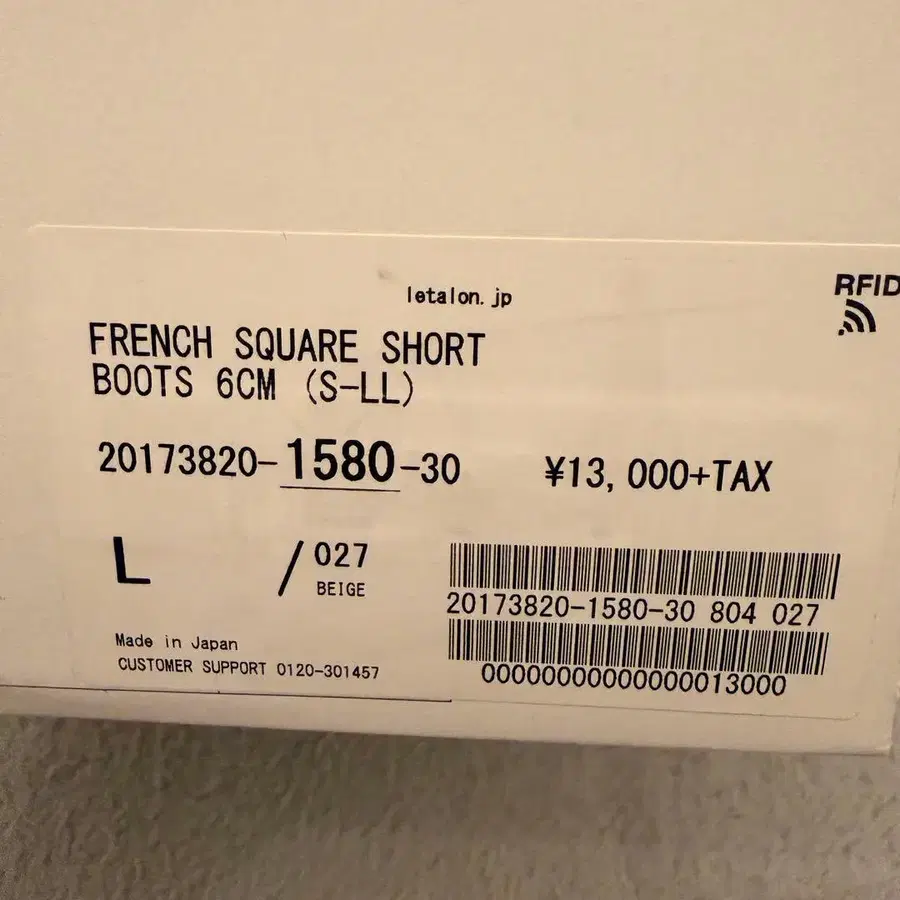 letalon.jp
RFID
FRENCH SQUARE SHORT
BOOTS 6CM (S-LL)
20173820-1580-30 ¥13,000+TAX
L / 027
BEIGE
20173820-1580-30 804 027
Made in Japan
CUSTOMER SUPPORT 0120-301457
00000000000000013000